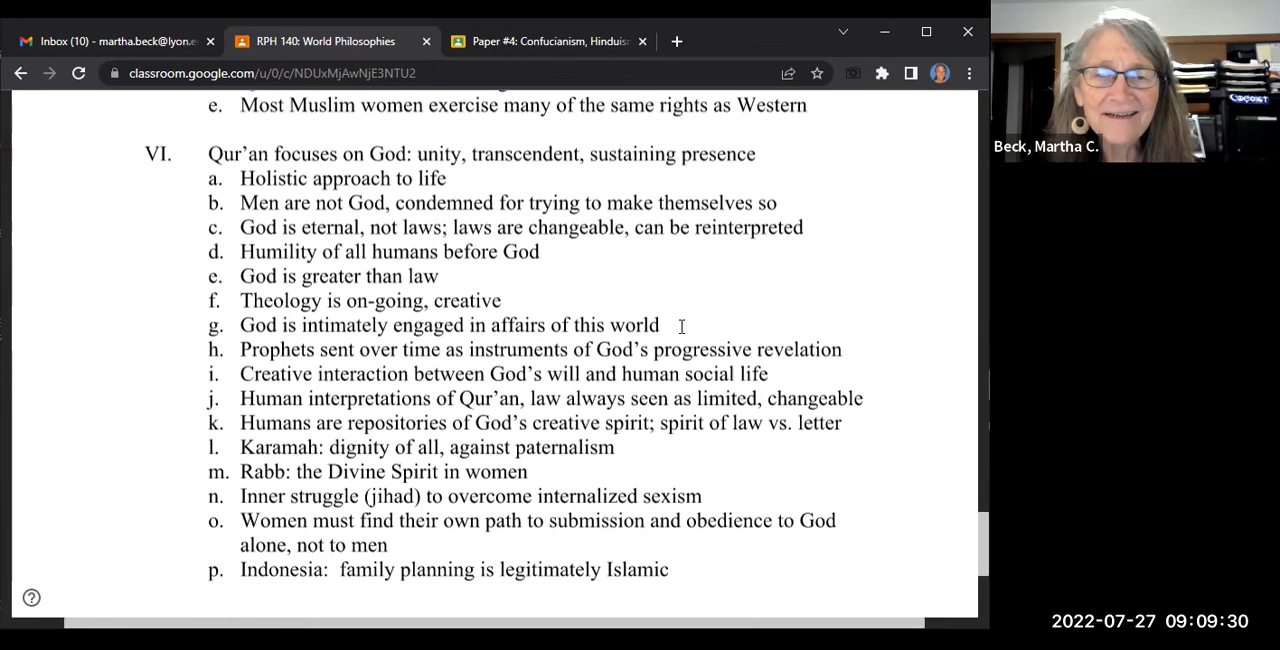 Inbox (10) - martha.beck@lyon.e
RPH 140: World Philosophies
Paper #4: Confucianism, Hinduis
classroom.google.com/u/0/c/NDUxMjAwNjE3NTU2
e. Most Muslim women exercise many of the same rights as Western
VI. Qur'an focuses on God: unity, transcendent, sustaining presence
a. Holistic approach to life
b. Men are not God, condemned for trying to make themselves so
c. God is eternal, not laws; laws are changeable, can be reinterpreted
d. Humility of all humans before God
e. God is greater than law
f. Theology is on-going, creative
g. God is intimately engaged in affairs of this world
h. Prophets sent over time as instruments of God's progressive revelation
i. Creative interaction between God's will and human social life
j. Human interpretations of Qur'an, law always seen as limited, changeable
k. Humans are repositories of God's creative spirit; spirit of law vs. letter
l. Karamah: dignity of all, against paternalism
m. Rabb: the Divine Spirit in women
n. Inner struggle (jihad) to overcome internalized sexism
o. Women must find their own path to submission and obedience to God
alone, not to men
p. Indonesia: family planning is legitimately Islamic
Beck, Martha C.
2022-07-27 09:09:30